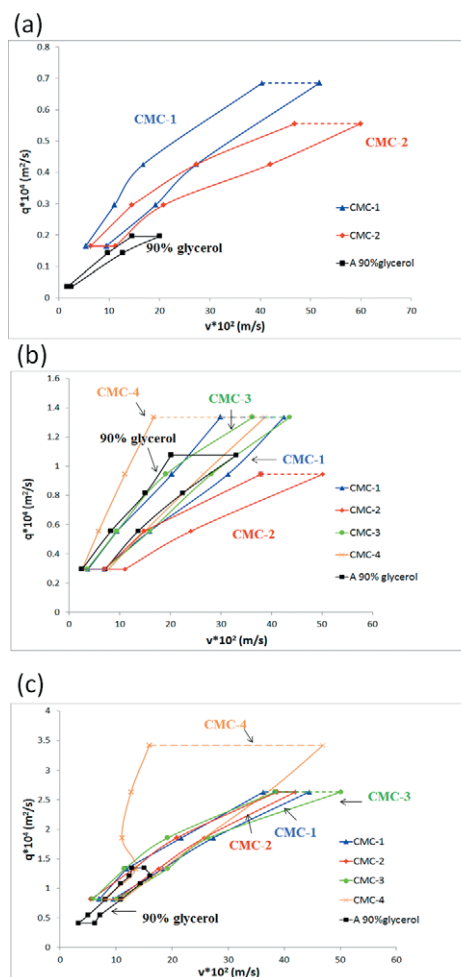 (a)
0.8
0.7
0.6
0.5
0.4
0.3
0.2
0.1
0
q*10⁴ (m²/s)
CMC-1
CMC-2
90% glycerol
CMC-1
CMC-2
A 90%glycerol
0 10 20 30 40 50 60 70
v*10² (m/s)
(b)
1.6
1.4
1.2
1
0.8
0.6
0.4
0.2
0
q*10⁴ (m²/s)
CMC-4
CMC-3
90% glycerol
CMC-1
CMC-2
CMC-1
CMC-2
CMC-3
CMC-4
A 90%glycerol
0 10 20 30 40 50 60
v*10² (m/s)
(c)
4
3.5
3
2.5
2
1.5
1
0.5
0
q*10⁴ (m²/s)
CMC-4
CMC-3
CMC-1
CMC-2
90% glycerol
CMC-1
CMC-2
CMC-3
CMC-4
A 90%glycerol
0 10 20 30 40 50 60
v*10² (m/s)